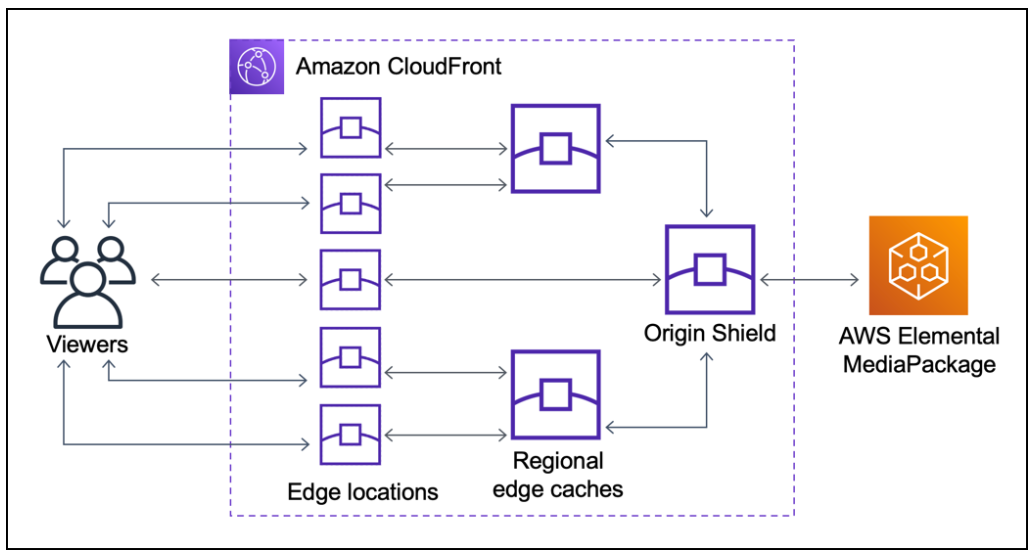 Amazon CloudFront
Viewers
Edge locations
Regional
edge caches
Origin Shield
AWS Elemental
MediaPackage